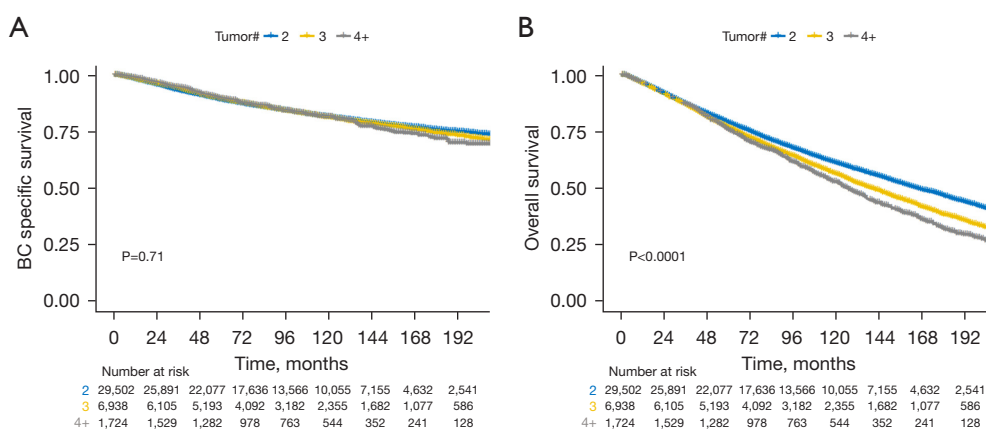 A
Tumor# 2 3 4+
BC specific survival
1.00
0.75
0.50
0.25
0.00
P=0.71
0 24 48 72 96 120 144 168 192
Time, months
Number at risk
2 29,502 25,891 22,077 17,636 13,566 10,055 7,155 4,632 2,541
3 6,938 6,105 5,193 4,092 3,182 2,355 1,682 1,077 586
4+ 1,724 1,529 1,282 978 763 544 352 241 128
B
Tumor# 2 3 4+
Overall survival
1.00
0.75
0.50
0.25
0.00
P<0.0001
0 24 48 72 96 120 144 168 192
Time, months
Number at risk
2 29,502 25,891 22,077 17,636 13,566 10,055 7,155 4,632 2,541
3 6,938 6,105 5,193 4,092 3,182 2,355 1,682 1,077 586
4+ 1,724 1,529 1,282 978 763 544 352 241 128